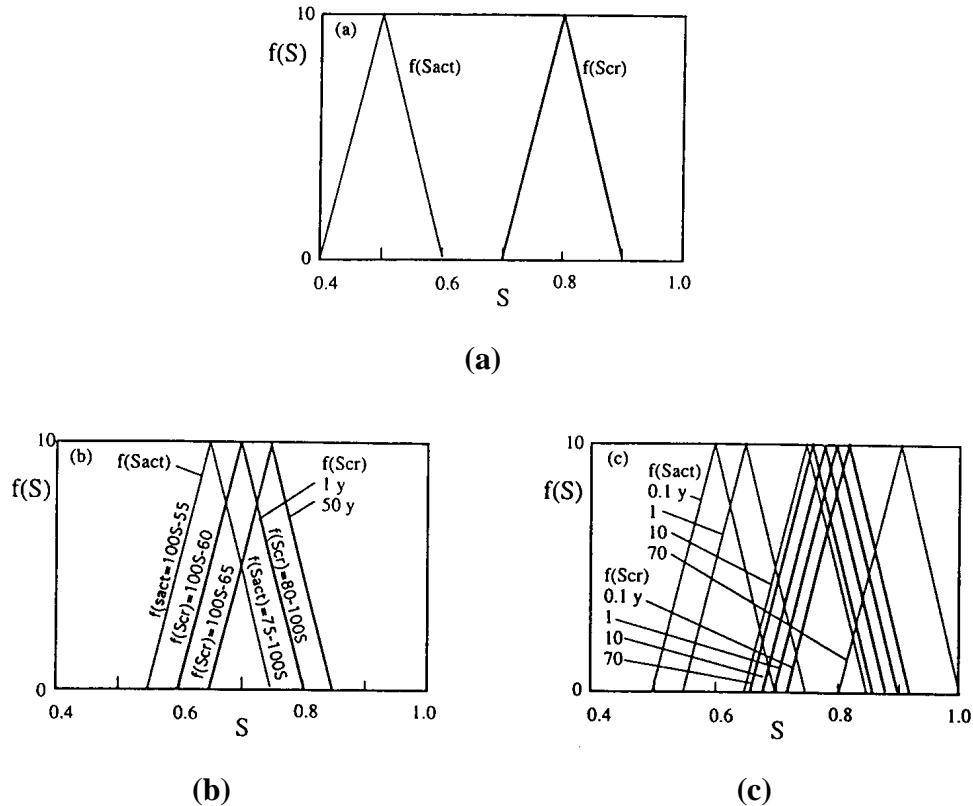 10
(a)
f(S)
f(Sact)
f(Scr)
0
0.4
0.6
0.8
1.0
S
(a)
10
(b)
f(S)
f(Sact)
f(Scr)
1 y
50 y
f(sact=100S-55
f(Scr)=100S-60
f(Scr)=100S-65
f(Sact)=75-100S
f(Scr)=80-100S
0
0.4
0.6
0.8
1.0
S
(b)
10
(c)
f(S)
f(Sact)
0.1 y
1
10
70
f(Scr)
0.1 y
1
10
70
0
0.4
0.6
0.8
1.0
S
(c)